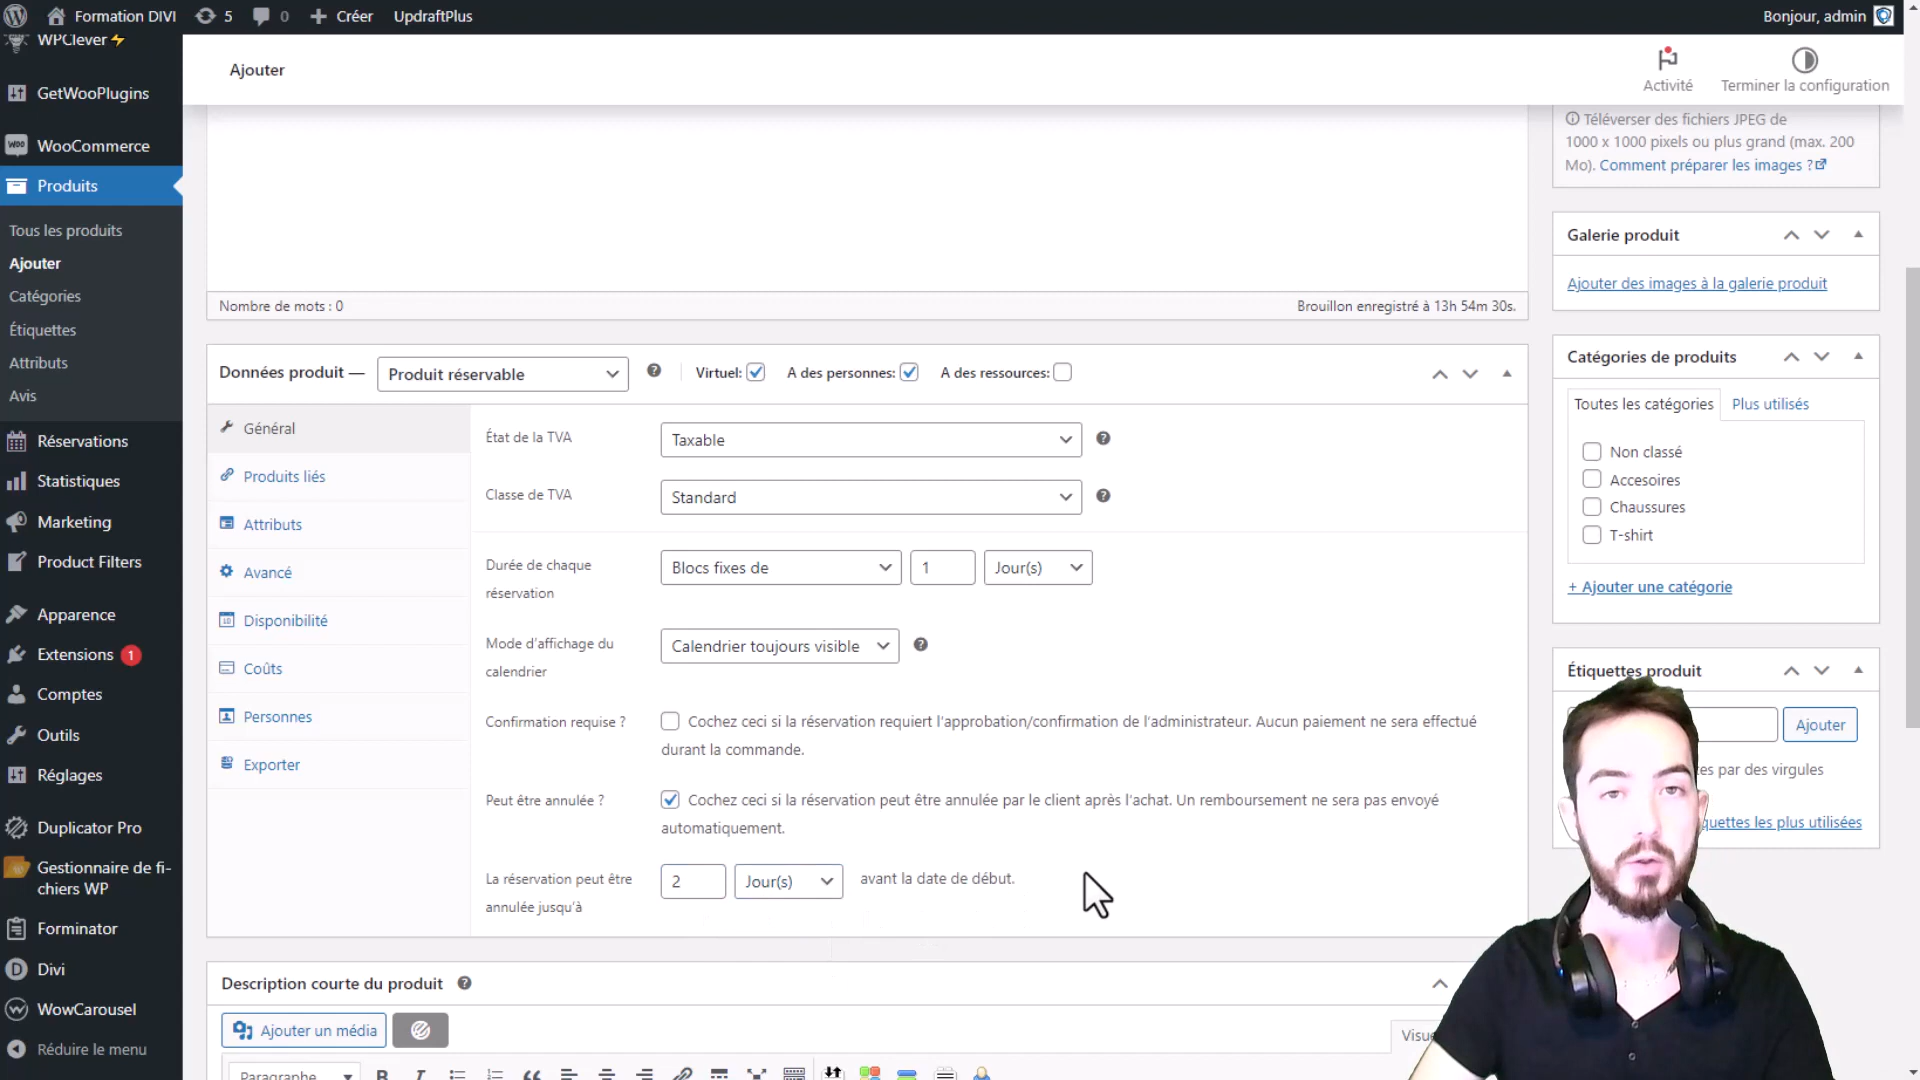 Formation DIVI
5
0
Créer
UpdraftPlus
Bonjour, admin
WPClever
GetWooPlugins
WooCommerce
Produits
Tous les produits
Ajouter
Catégories
Étiquettes
Attributs
Avis
Réservations
Statistiques
Marketing
Product Filters
Apparence
Extensions 1
Comptes
Outils
Réglages
Duplicator Pro
Gestionnaire de fi-
chiers WP
Forminator
Divi
WowCarousel
Réduire le menu
Ajouter
Activité
Terminer la configuration
Nombre de mots : 0
Brouillon enregistré à 13h 54m 30s.
Données produit —
Produit réservable
Virtuel:
A des personnes:
A des ressources:
Général
Produits liés
Attributs
Avancé
Disponibilité
Coûts
Personnes
Exporter
État de la TVA
Taxable
Classe de TVA
Standard
Durée de chaque
réservation
Blocs fixes de
1
Jour(s)
Mode d'affichage du
calendrier
Calendrier toujours visible
Confirmation requise ?
Cochez ceci si la réservation requiert l'approbation/confirmation de l'administrateur. Aucun paiement ne sera effectué
durant la commande.
Peut être annulée ?
Cochez ceci si la réservation peut être annulée par le client après l'achat. Un remboursement ne sera pas envoyé
automatiquement.
La réservation peut être
annulée jusqu'à
2
Jour(s)
avant la date de début.
Description courte du produit
Ajouter un média
Paragraphe
Téléverser des fichiers JPEG de
1000 x 1000 pixels ou plus grand (max. 200
Mo). Comment préparer les images ?
Galerie produit
Ajouter des images à la galerie produit
Catégories de produits
Toutes les catégories
Plus utilisés
Non classé
Accesoires
Chaussures
T-shirt
+ Ajouter une catégorie
Étiquettes produit
Ajouter
par des virgules
les plus utilisées